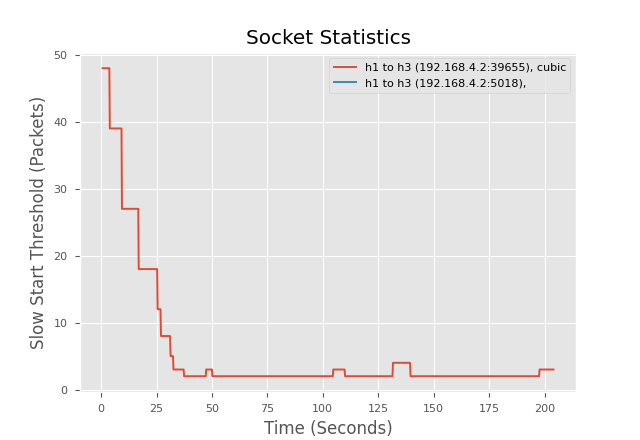 Socket Statistics
h1 to h3 (192.168.4.2:39655), cubic
h1 to h3 (192.168.4.2:5018),
Slow Start Threshold (Packets)
50
40
30
20
10
0
0 25 50 75 100 125 150 175 200
Time (Seconds)